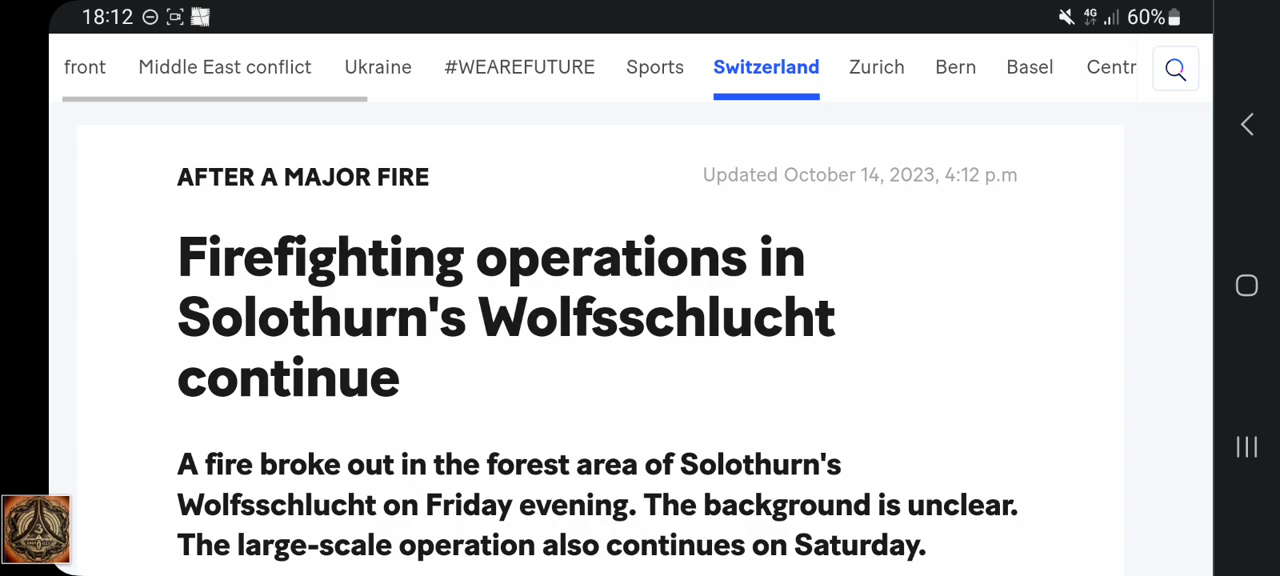 18:12
4G
60%
front Middle East conflict Ukraine #WEAREFUTURE Sports Switzerland Zurich Bern Basel Centr
AFTER A MAJOR FIRE
Updated October 14, 2023, 4:12 p.m
Firefighting operations in
Solothurn's Wolfsschlucht
continue
A fire broke out in the forest area of Solothurn's
Wolfsschlucht on Friday evening. The background is unclear.
The large-scale operation also continues on Saturday.